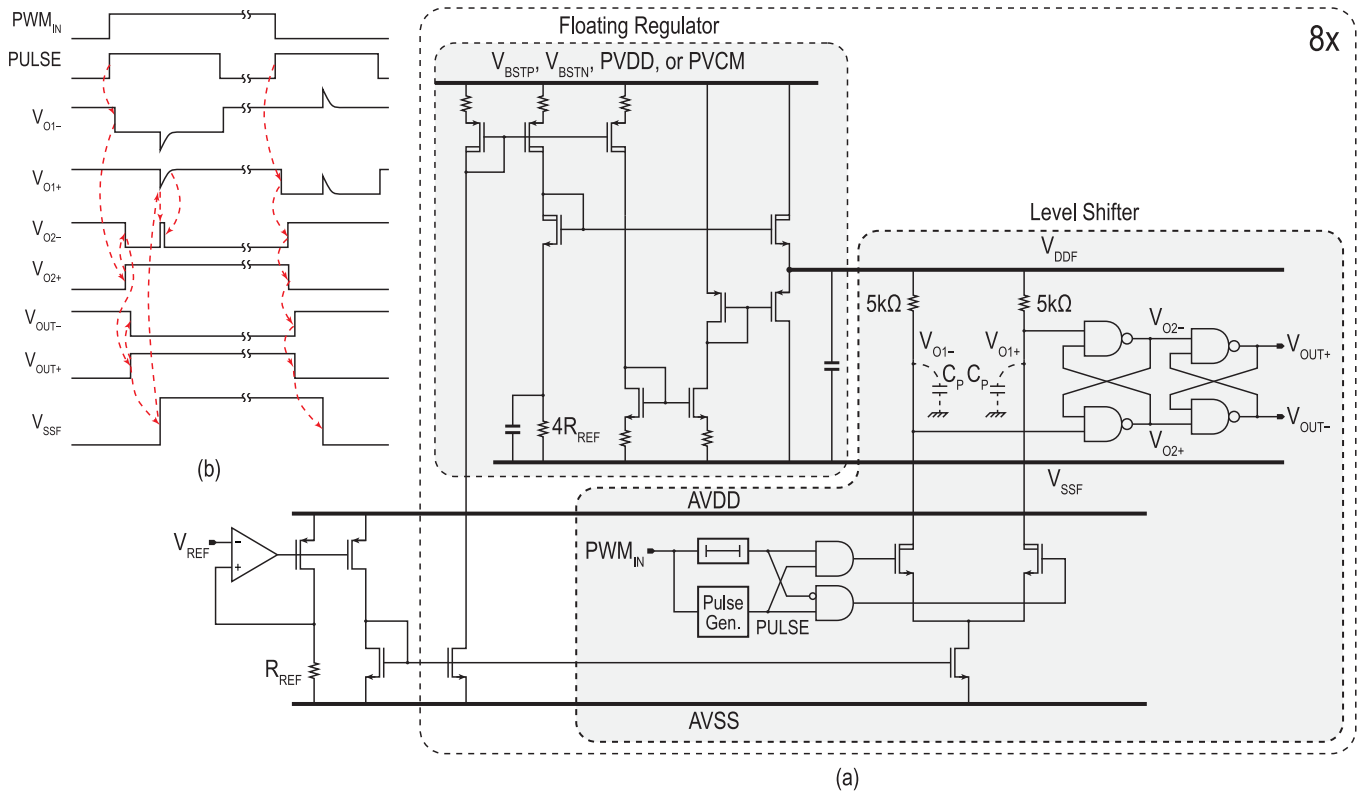 PWM_IN
PULSE
V_O1−
V_O1+
V_O2−
V_O2+
V_OUT−
V_OUT+
V_SSF
(b)
Floating Regulator
8x
V_BSTP, V_BSTN, PVDD, or PVCM
4R_REF
Level Shifter
V_DDF
5kΩ
5kΩ
V_O1−
V_O1+
C_P
C_P
V_O2−
V_O2+
V_OUT+
V_OUT−
V_SSF
AVDD
V_REF
−
+
R_REF
PWM_IN
Pulse
Gen.
PULSE
AVSS
(a)